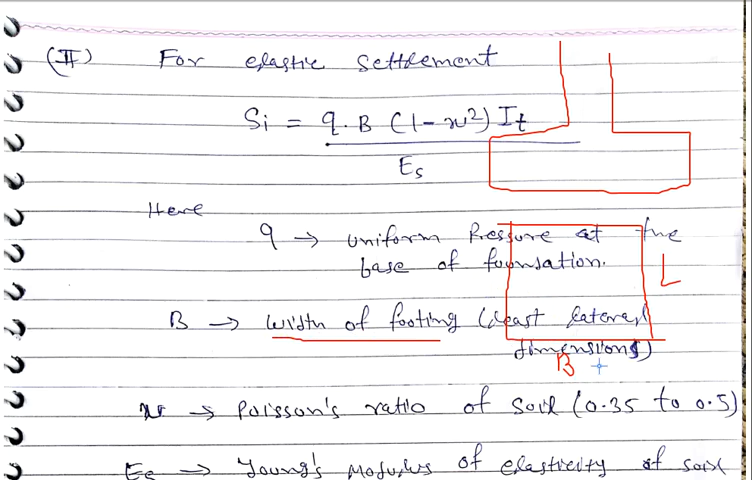 (II) For elastic settlement
Si = q.B (1-μ²) It
Es
Here
q → uniform Pressure at the
base of foundation.
L
B → width of footing (least lateral
dimensions)
B
μ → Poisson's ratio of soil (0.35 to 0.5)
Es → Young's Modulus of elasticity of soil